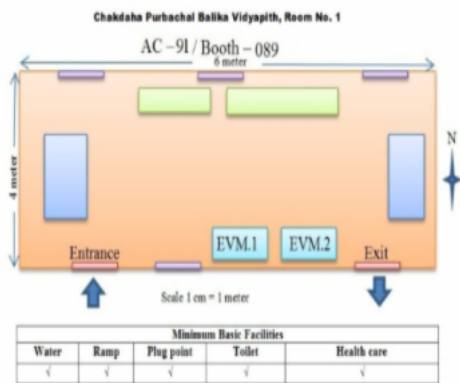 Chakdaha Purbachal Balika Vidyapith, Room No. 1
AC – 91 / Booth – 089
6 meter
4 meter
N
EVM.1 EVM.2
Entrance Exit
Scale 1 cm = 1 meter
Minimum Basic Facilities
Water Ramp Plug point Toilet Health care
√ √ √ √ √